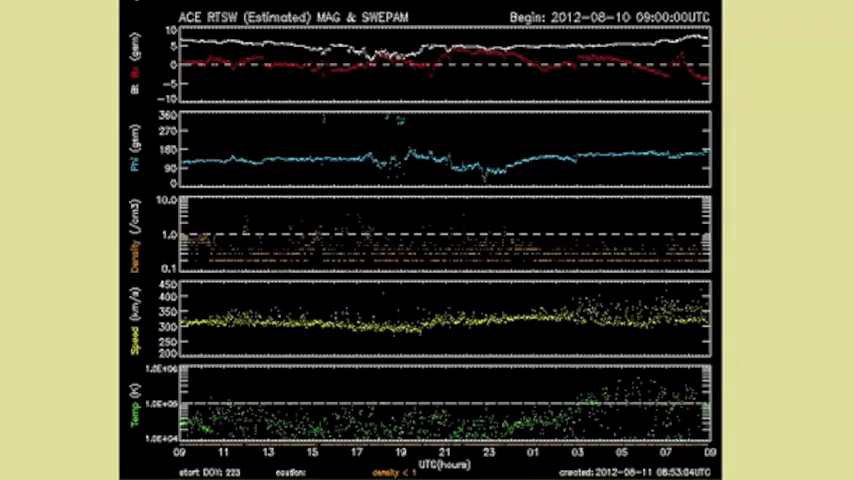 ACE RTSW (Estimated) MAG & SWEPAM Begin: 2012-08-10 09:00:00UTC
Bt Bz (gsm)
10
5
0
-5
-10
Phi (gsm)
360
270
180
90
0
Density (/cm3)
10.0
1.0
0.1
Speed (km/s)
450
400
350
300
250
200
Temp (K)
1.0E+06
1.0E+05
1.0E+04
09 11 13 15 17 19 21 23 01 03 05 07 09
UTC(hours)
start: DOY: 223 caution: density < 1 created: 2012-08-11 08:53:04UTC